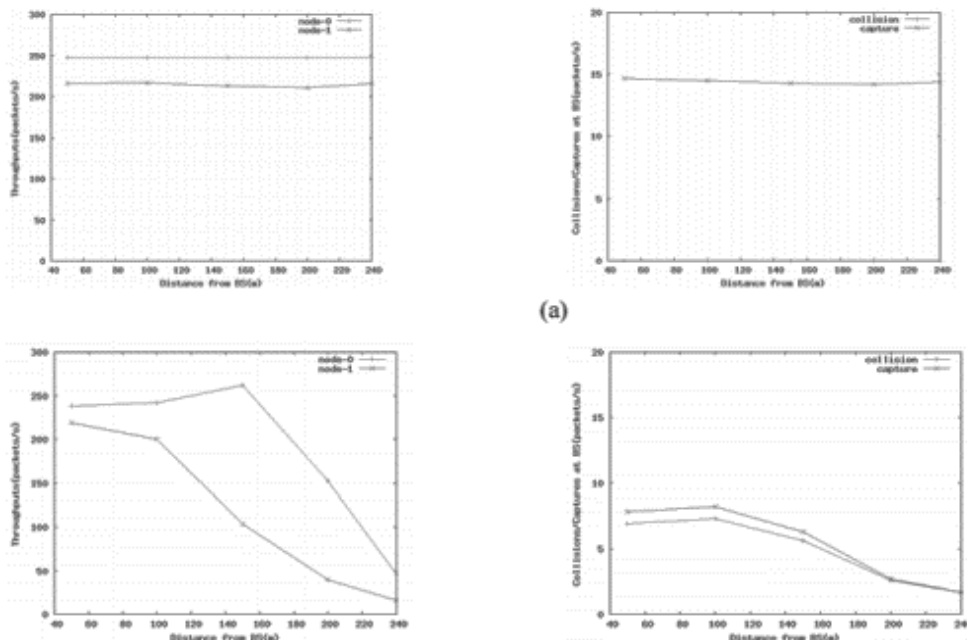 300
250
200
150
100
50
0
Throughputs(packets/s)
node-0
node-1
40 60 80 100 120 140 160 180 200 220 240
Distance from BS(m)
20
15
10
5
0
Collisions/Captures at BS(packets/s)
collision
capture
40 60 80 100 120 140 160 180 200 220 240
Distance from BS(m)
(a)
300
250
200
150
100
50
0
Throughputs(packets/s)
node-0
node-1
40 60 80 100 120 140 160 180 200 220 240
Distance from BS(m)
20
15
10
5
0
Collisions/Captures at BS(packets/s)
collision
capture
40 60 80 100 120 140 160 180 200 220 240
Distance from BS(m)